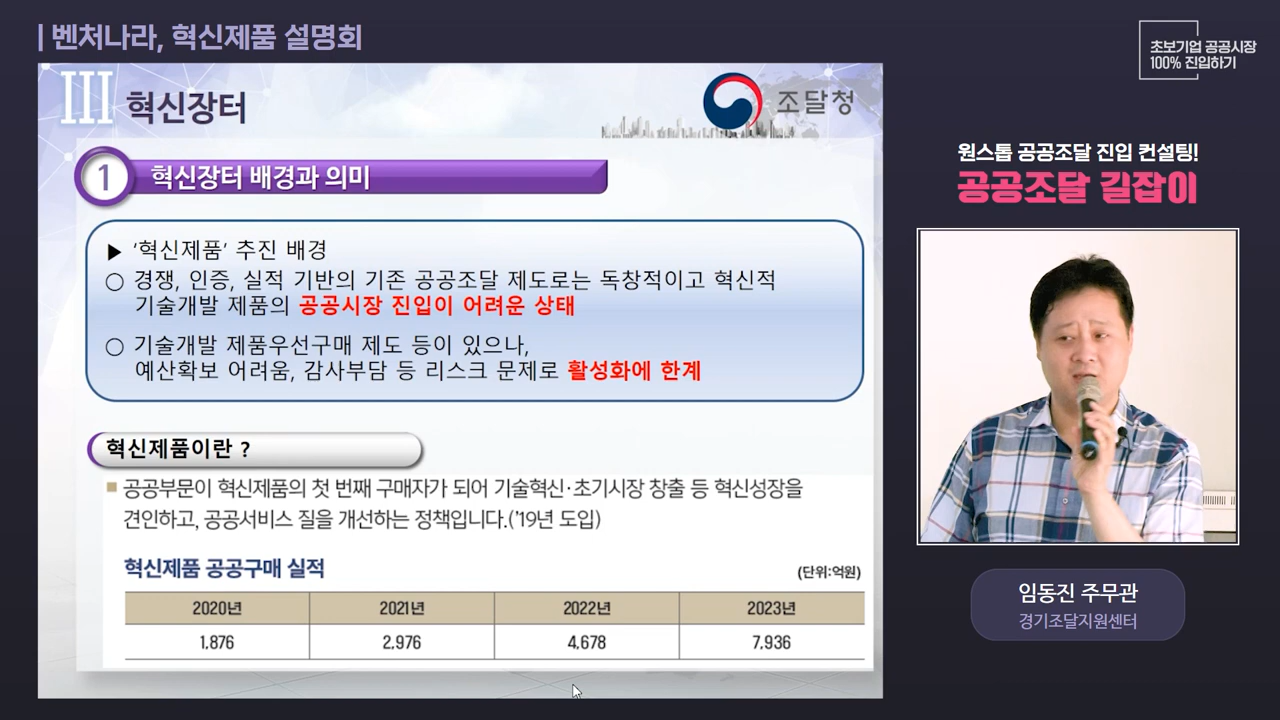 | 벤처나라, 혁신제품 설명회
초보기업 공공시장
100% 진입하기
III 혁신장터
조달청
1 혁신장터 배경과 의미
▶ '혁신제품' 추진 배경
○ 경쟁, 인증, 실적 기반의 기존 공공조달 제도로는 독창적이고 혁신적
기술개발 제품의 공공시장 진입이 어려운 상태
○ 기술개발 제품우선구매 제도 등이 있으나,
예산확보 어려움, 감사부담 등 리스크 문제로 활성화에 한계
혁신제품이란 ?
■ 공공부문이 혁신제품의 첫 번째 구매자가 되어 기술혁신·초기시장 창출 등 혁신성장을
견인하고, 공공서비스 질을 개선하는 정책입니다.('19년 도입)
혁신제품 공공구매 실적
(단위:억원)
2020년 2021년 2022년 2023년
1,876 2,976 4,678 7,936
원스톱 공공조달 진입 컨설팅!
공공조달 길잡이
임동진 주무관
경기조달지원센터